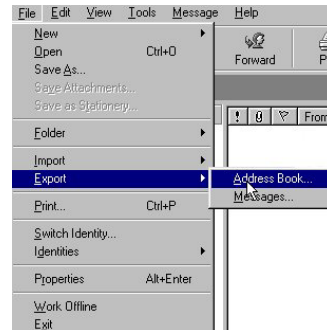 File Edit View Tools Message Help
New
Open Ctrl+O
Save As...
Save Attachments...
Save as Stationery...
Forward
Folder
! From
Import
Export
Address Book...
Messages...
Print... Ctrl+P
Switch Identity...
Identities
Properties Alt+Enter
Work Offline
Exit